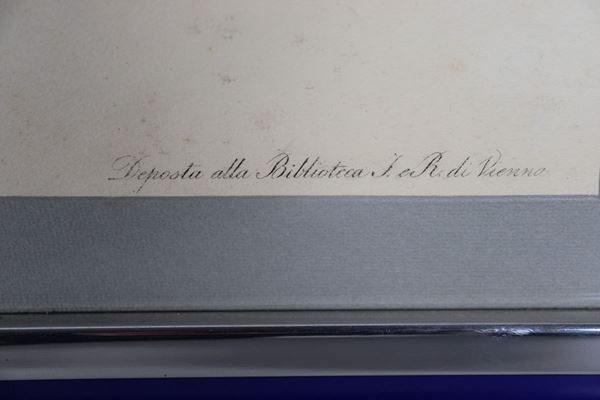 Deposta alla Biblioteca I. e R. di Vienna